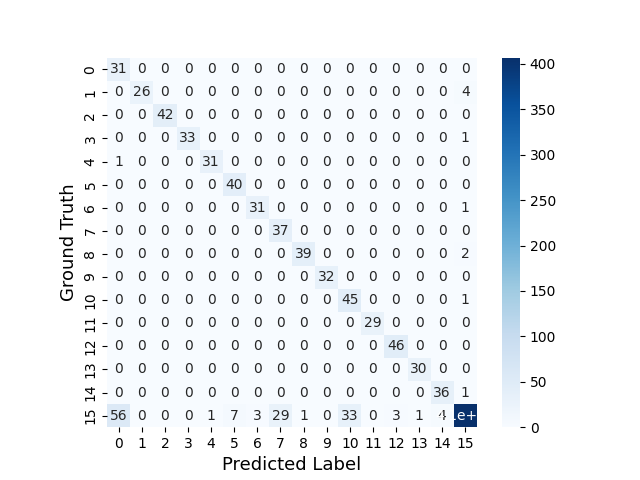 0 31 0 0 0 0 0 0 0 0 0 0 0 0 0 0 0
1 0 26 0 0 0 0 0 0 0 0 0 0 0 0 0 4
2 0 0 42 0 0 0 0 0 0 0 0 0 0 0 0 0
3 0 0 0 33 0 0 0 0 0 0 0 0 0 0 0 1
4 1 0 0 0 31 0 0 0 0 0 0 0 0 0 0 0
5 0 0 0 0 0 40 0 0 0 0 0 0 0 0 0 0
6 0 0 0 0 0 0 31 0 0 0 0 0 0 0 0 1
7 0 0 0 0 0 0 0 37 0 0 0 0 0 0 0 0
8 0 0 0 0 0 0 0 0 39 0 0 0 0 0 0 2
9 0 0 0 0 0 0 0 0 0 32 0 0 0 0 0 0
10 0 0 0 0 0 0 0 0 0 0 45 0 0 0 0 1
11 0 0 0 0 0 0 0 0 0 0 0 29 0 0 0 0
12 0 0 0 0 0 0 0 0 0 0 0 0 46 0 0 0
13 0 0 0 0 0 0 0 0 0 0 0 0 0 30 0 0
14 0 0 0 0 0 0 0 0 0 0 0 0 0 0 36 1
15 56 0 0 0 1 7 3 29 1 0 33 0 3 1 4
0 1 2 3 4 5 6 7 8 9 10 11 12 13 14 15
Predicted Label
Ground Truth
400
350
300
250
200
150
100
50
0